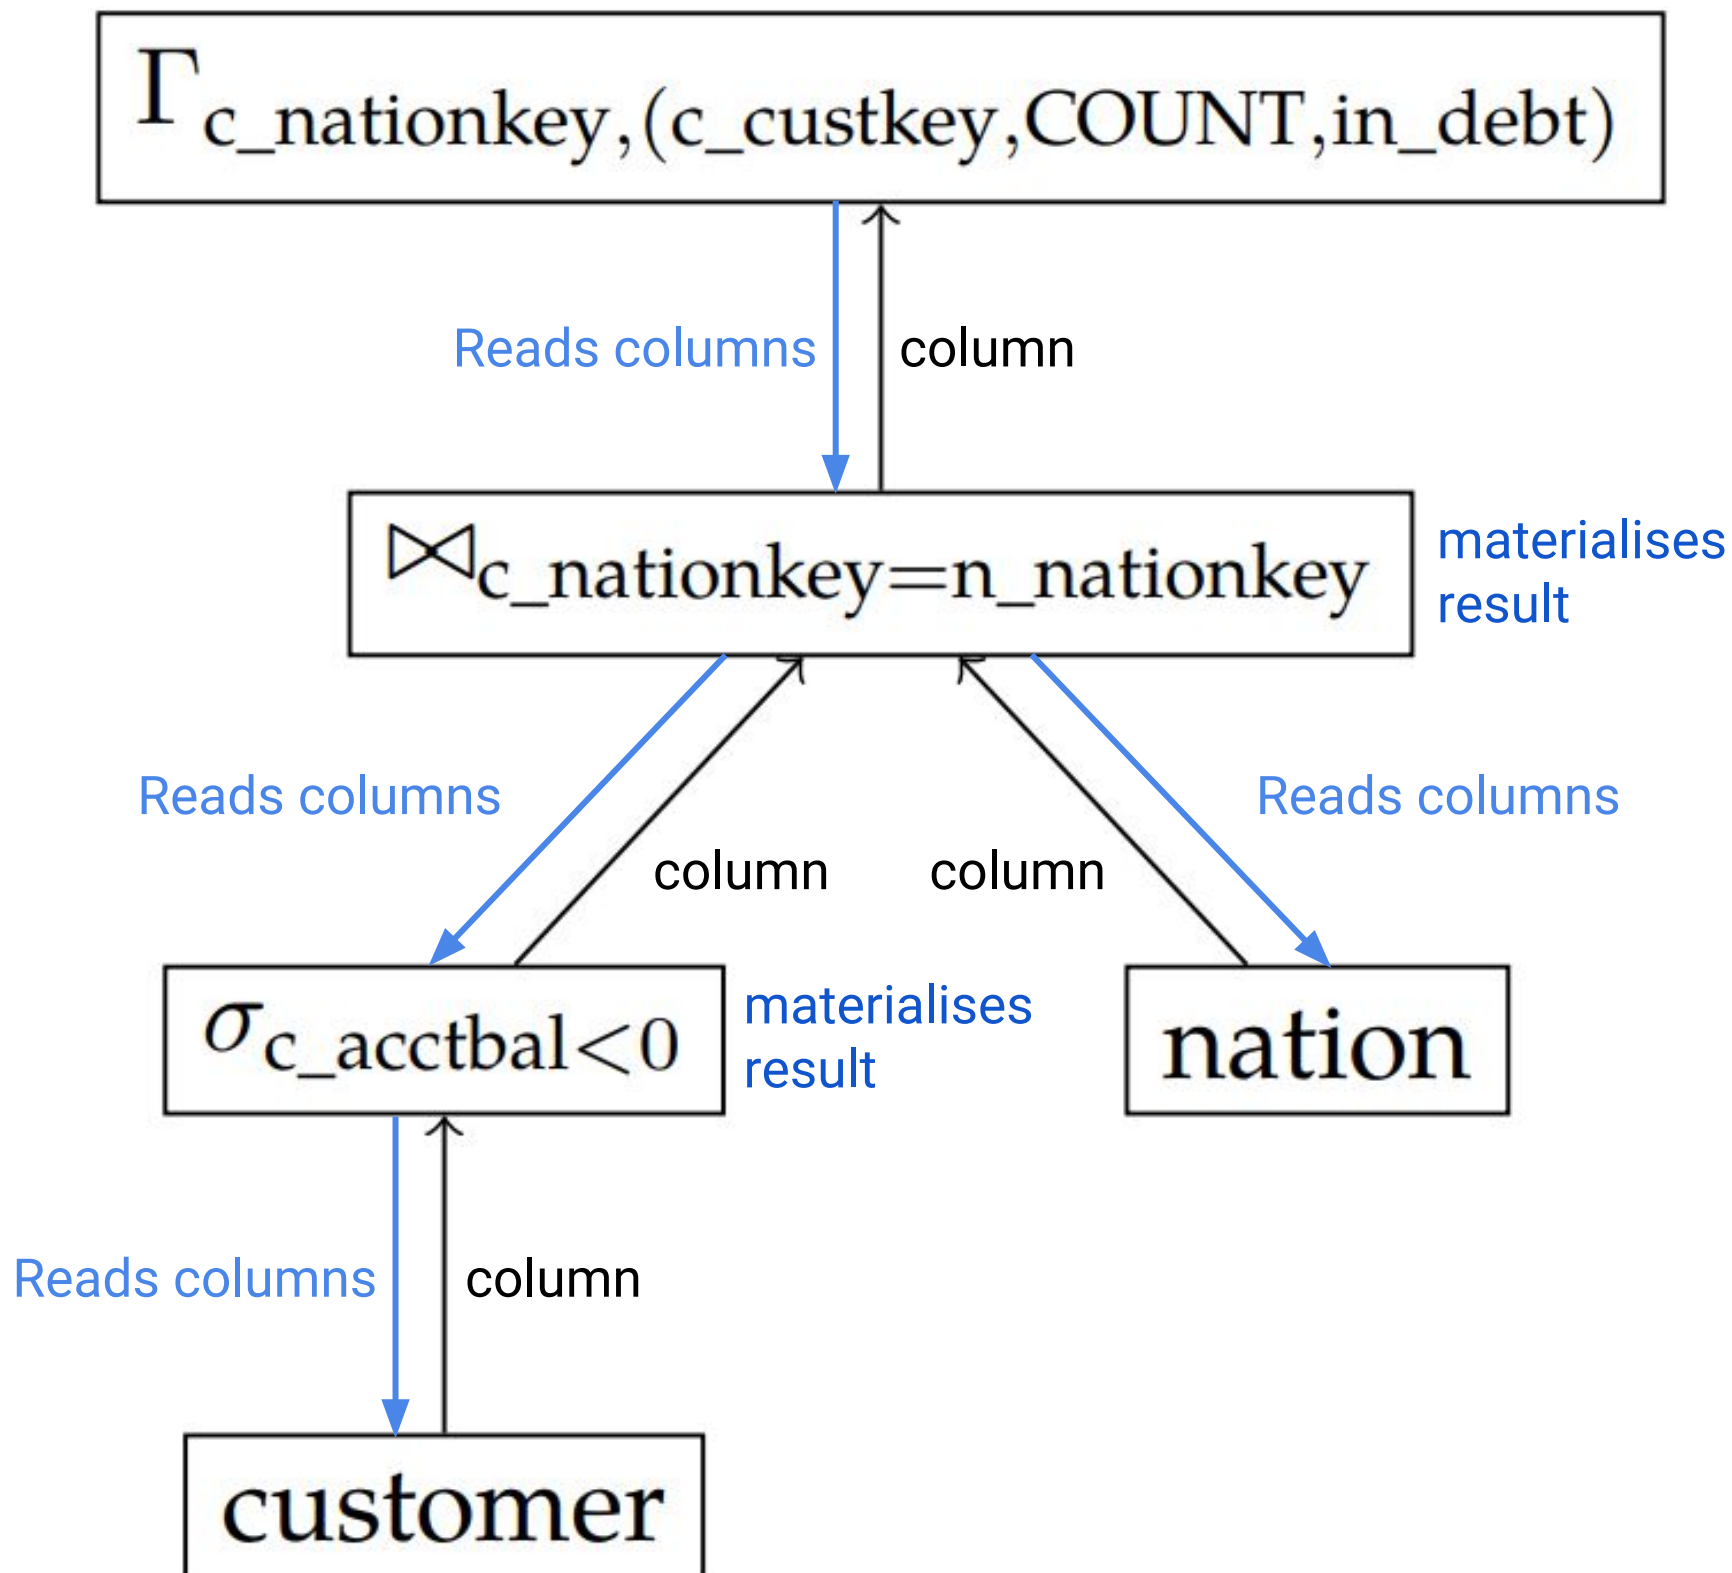 Γc_nationkey,(c_custkey,COUNT,in_debt)
Reads columns
column
⋈c_nationkey=n_nationkey
materialises
result
Reads columns
column
column
Reads columns
σc_acctbal<0
materialises
result
nation
Reads columns
column
customer